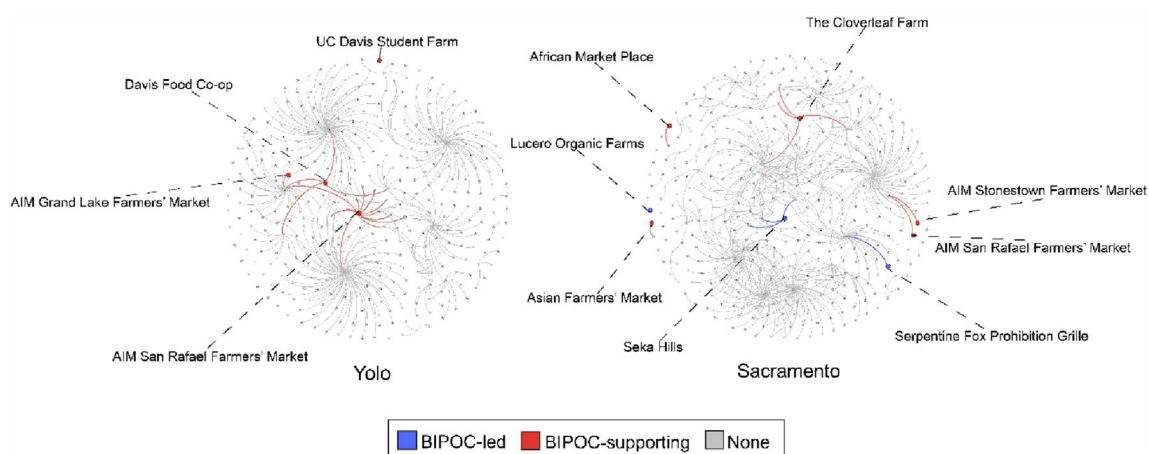 The Cloverleaf Farm
UC Davis Student Farm
African Market Place
Davis Food Co-op
Lucero Organic Farms
AIM Grand Lake Farmers' Market
AIM Stonestown Farmers' Market
AIM San Rafael Farmers' Market
Asian Farmers' Market
Serpentine Fox Prohibition Grille
Seka Hills
AIM San Rafael Farmers' Market
Yolo
Sacramento
BIPOC-led
BIPOC-supporting
None